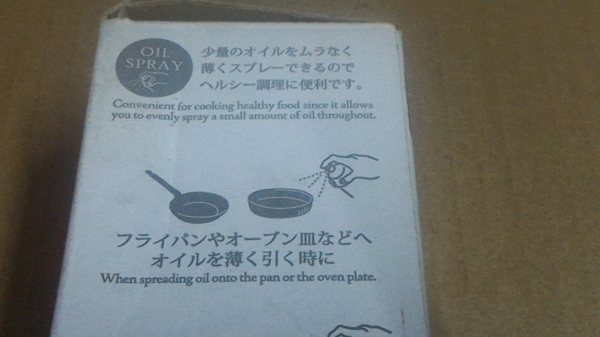 OIL
SPRAY
少量のオイルをムラなく
薄くスプレーできるので
ヘルシー調理に便利です。
Convenient for cooking healthy food since it allows
you to evenly spray a small amount of oil throughout.
フライパンやオーブン皿などへ
オイルを薄く引く時に
When spreading oil onto the pan or the oven plate.